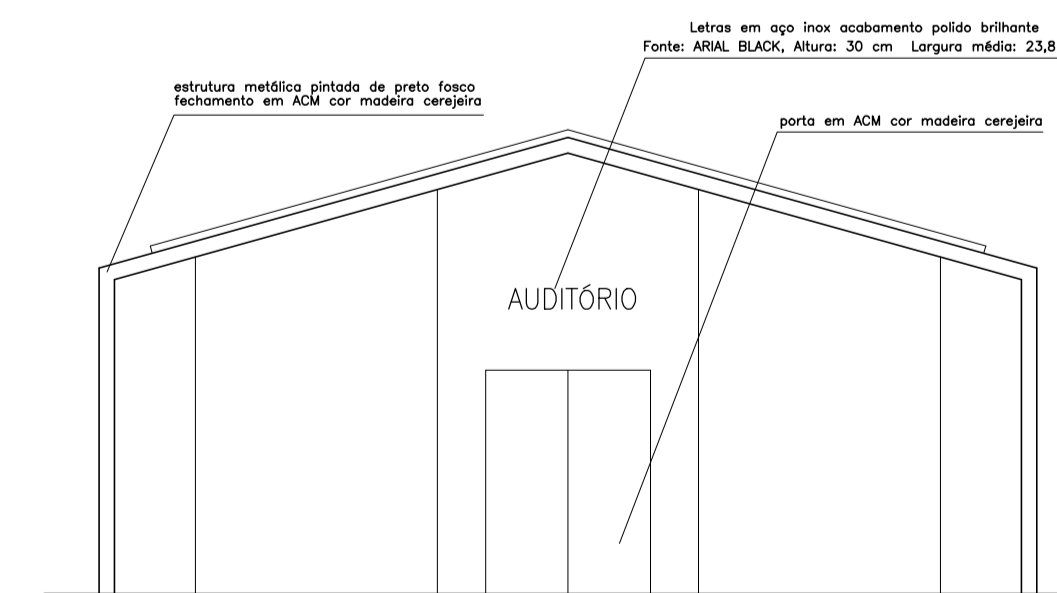 Letras em aço inox acabamento polido brilhante
Fonte: ARIAL BLACK, Altura: 30 cm Largura média: 23,8
estrutura metálica pintada de preto fosco
fechamento em ACM cor madeira cerejeira
porta em ACM cor madeira cerejeira
AUDITÓRIO